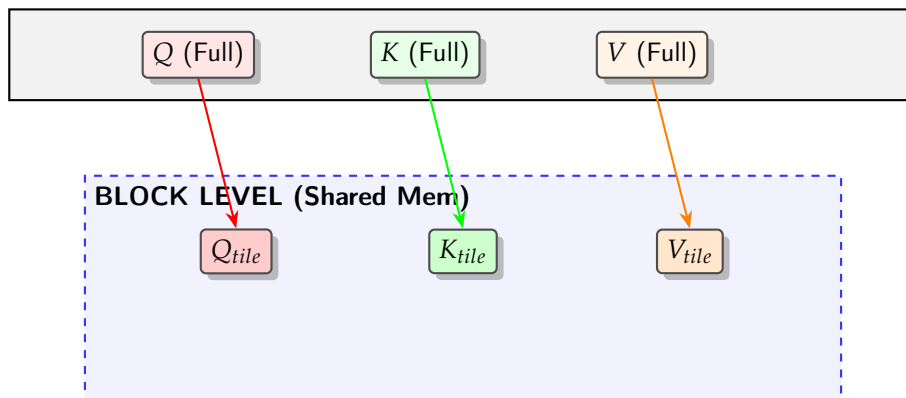 Q (Full) K (Full) V (Full)
BLOCK LEVEL (Shared Mem)
Q_tile K_tile V_tile